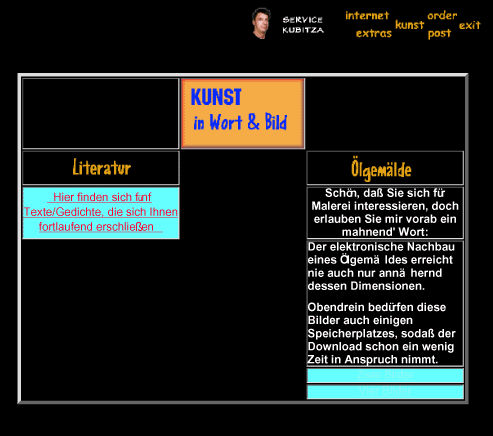 SERVICE
KUBITZA
internet
extras
kunst
order
post
exit
KUNST
in Wort & Bild
Literatur
Hier finden sich fünf
Texte/Gedichte, die sich Ihnen
fortlaufend erschließen
Ölgemälde
Schön, daß Sie sich für
Malerei interessieren, doch
erlauben Sie mir vorab ein
mahnend' Wort:
Der elektronische Nachbau
eines Ölgemä ldes erreicht
nie auch nur annä hernd
dessen Dimensionen.
Obendrein bedürfen diese
Bilder auch einigen
Speicherplatzes, sodaß der
Download schon ein wenig
Zeit in Anspruch nimmt.